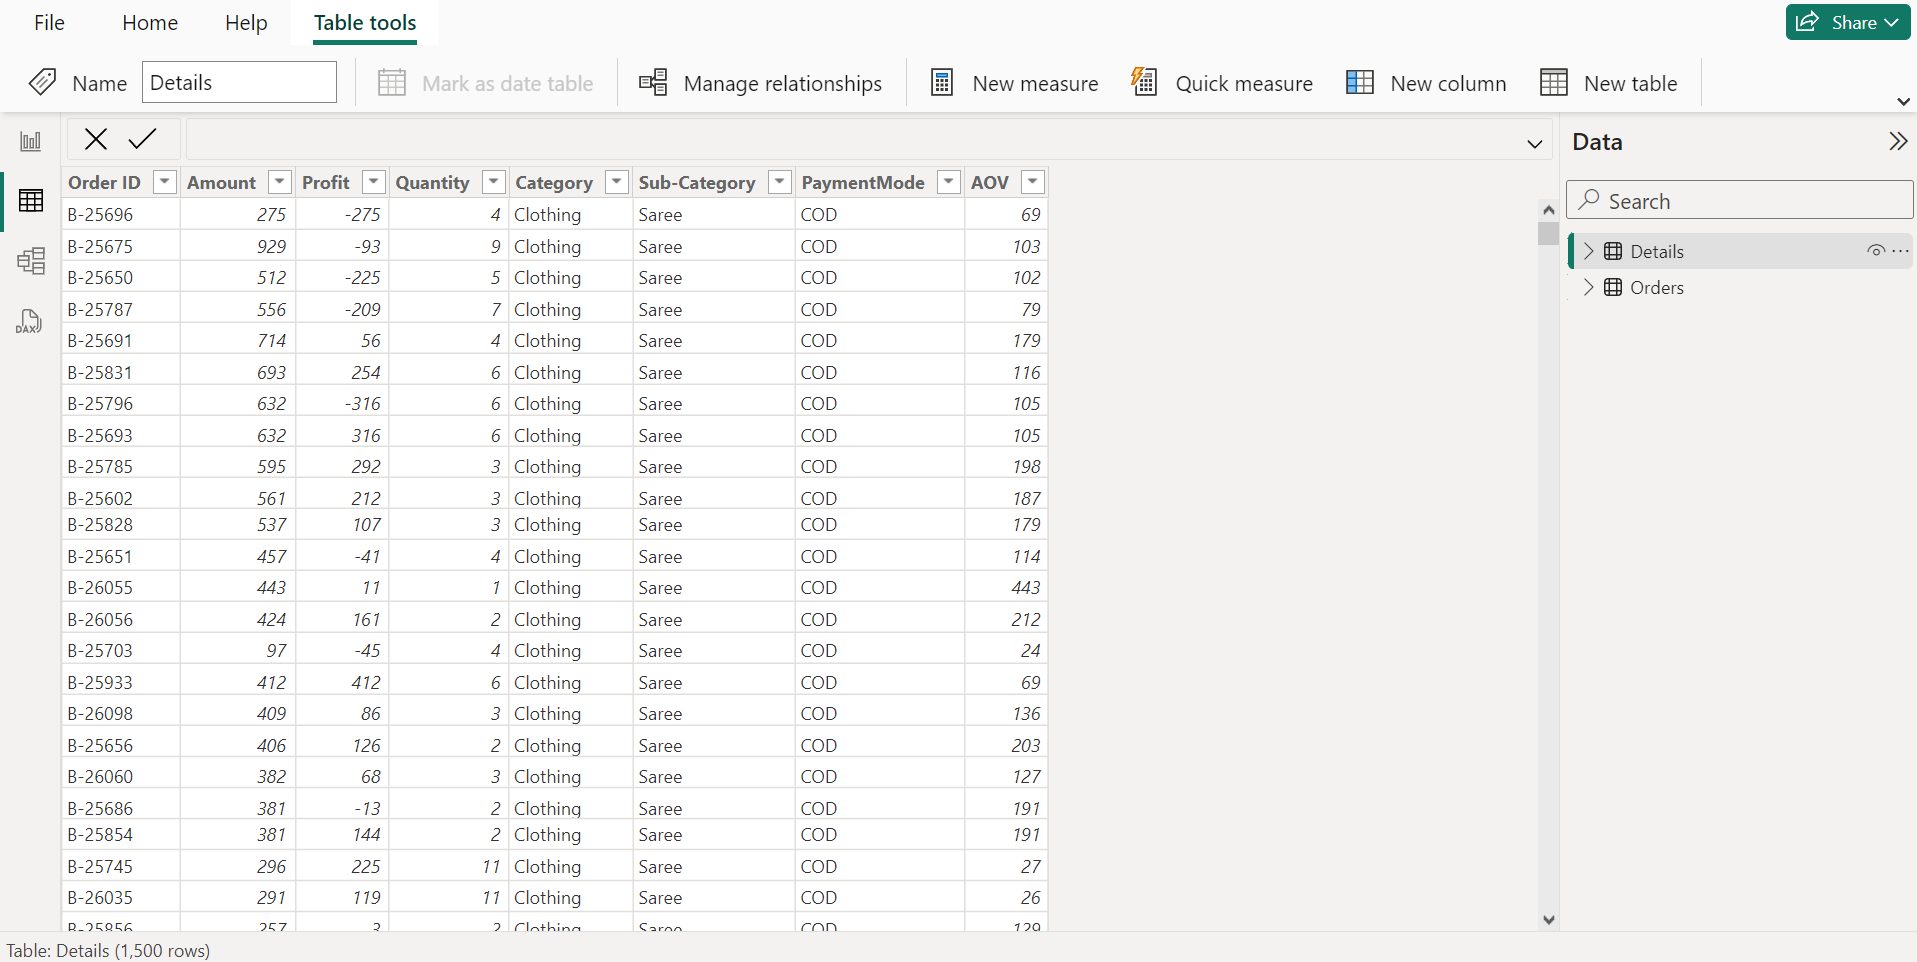 File Home Help Table tools Share
Name Details Mark as date table Manage relationships New measure Quick measure New column New table
Data
Search
Details
Orders
DAX
Order ID Amount Profit Quantity Category Sub-Category PaymentMode AOV
B-25696 275 -275 4 Clothing Saree COD 69
B-25675 929 -93 9 Clothing Saree COD 103
B-25650 512 -225 5 Clothing Saree COD 102
B-25787 556 -209 7 Clothing Saree COD 79
B-25691 714 56 4 Clothing Saree COD 179
B-25831 693 254 6 Clothing Saree COD 116
B-25796 632 -316 6 Clothing Saree COD 105
B-25693 632 316 6 Clothing Saree COD 105
B-25785 595 292 3 Clothing Saree COD 198
B-25602 561 212 3 Clothing Saree COD 187
B-25828 537 107 3 Clothing Saree COD 179
B-25651 457 -41 4 Clothing Saree COD 114
B-26055 443 11 1 Clothing Saree COD 443
B-26056 424 161 2 Clothing Saree COD 212
B-25703 97 -45 4 Clothing Saree COD 24
B-25933 412 412 6 Clothing Saree COD 69
B-26098 409 86 3 Clothing Saree COD 136
B-25656 406 126 2 Clothing Saree COD 203
B-26060 382 68 3 Clothing Saree COD 127
B-25686 381 -13 2 Clothing Saree COD 191
B-25854 381 144 2 Clothing Saree COD 191
B-25745 296 225 11 Clothing Saree COD 27
B-26035 291 119 11 Clothing Saree COD 26
B-25856 257 3 2 Clothing Saree COD 129
Table: Details (1,500 rows)